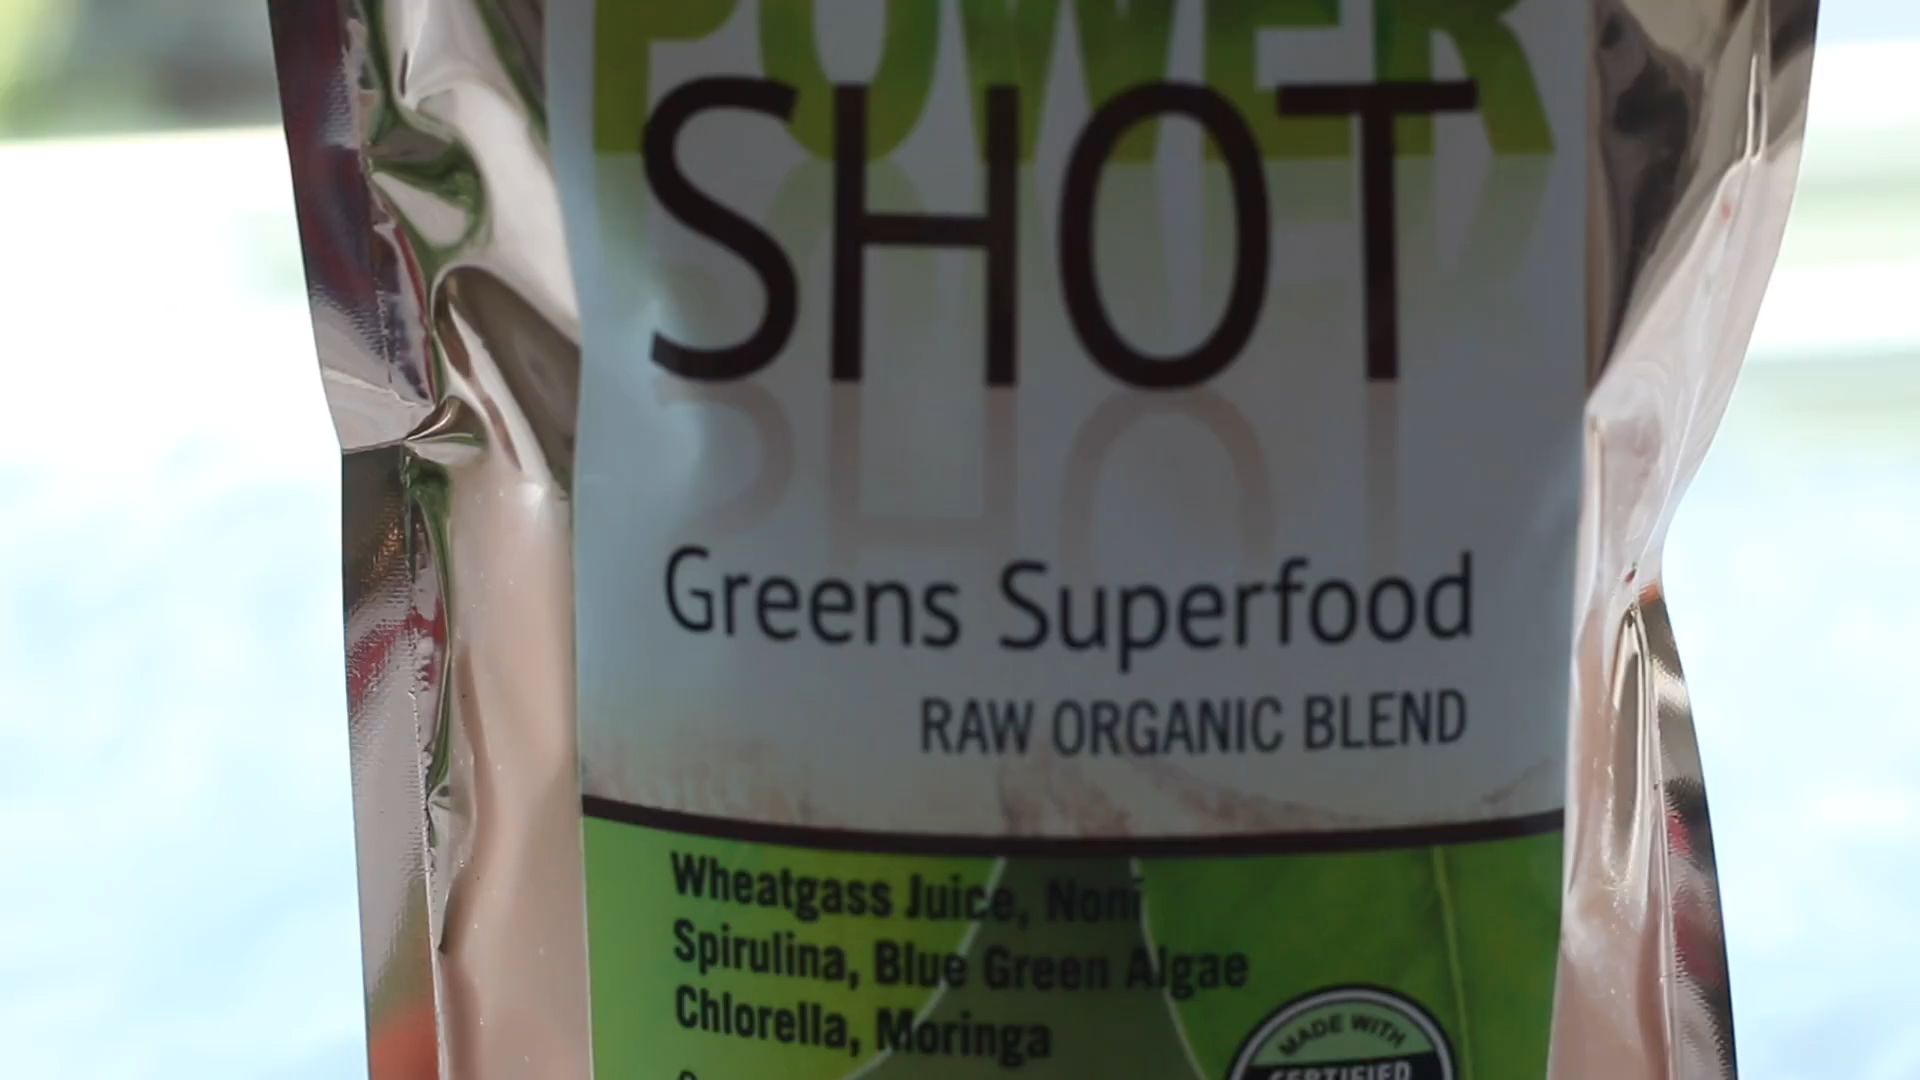 POWER
SHOT
Greens Superfood
RAW ORGANIC BLEND
Wheatgass Juice, Noni
Spirulina, Blue Green Algae
Chlorella, Moringa
MADE WITH
CERTIFIED